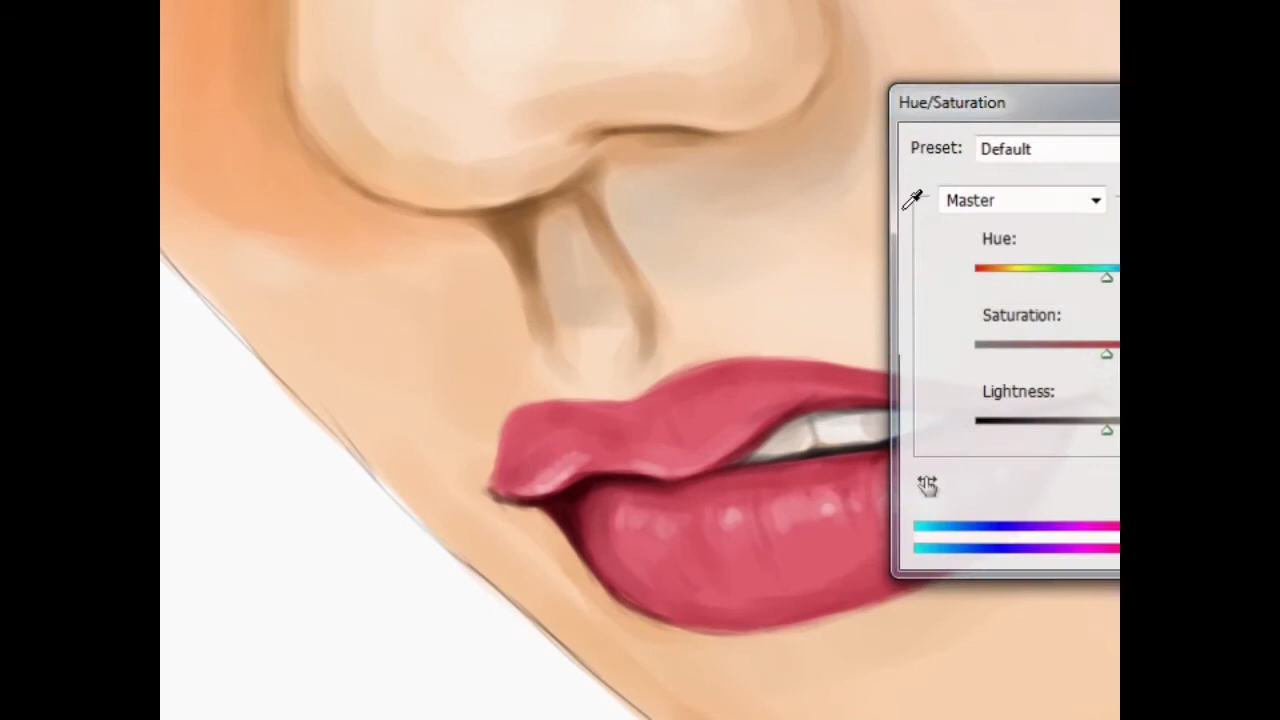 Hue/Saturation
Preset: Default
Master
Hue:
Saturation:
Lightness: